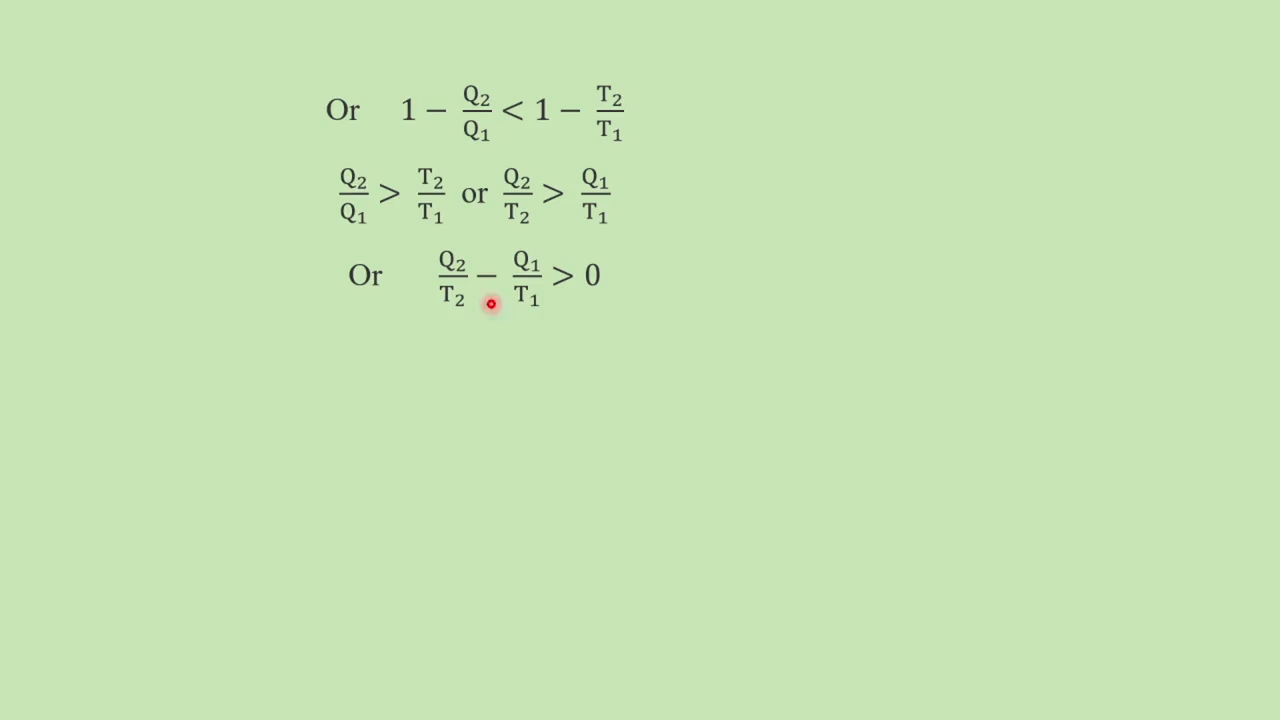 Or 1 − Q₂/Q₁ < 1 − T₂/T₁
Q₂/Q₁ > T₂/T₁ or Q₂/T₂ > Q₁/T₁
Or Q₂/T₂ − Q₁/T₁ > 0